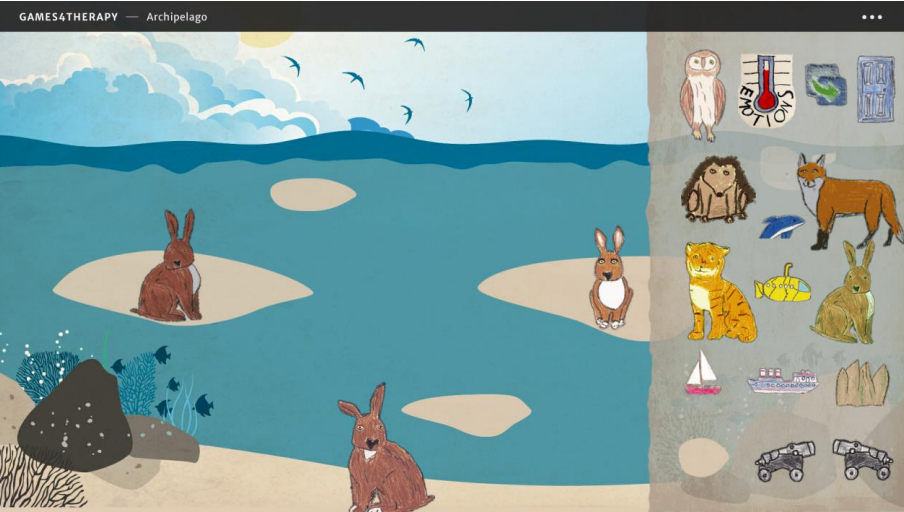 GAMES4THERAPY — Archipelago
EMOTIONS